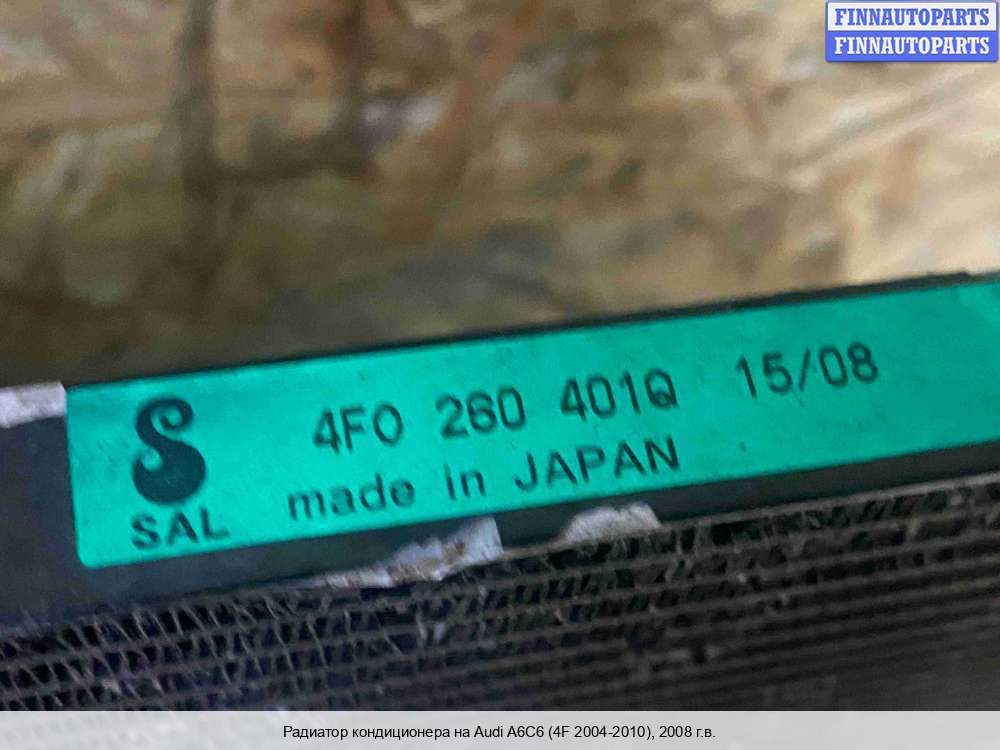 FINNAUTOPARTS
FINNAUTOPARTS
4F0 260 401Q 15/08
made in JAPAN
S
SAL
Радиатор кондиционера на Audi A6C6 (4F 2004-2010), 2008 г.в.